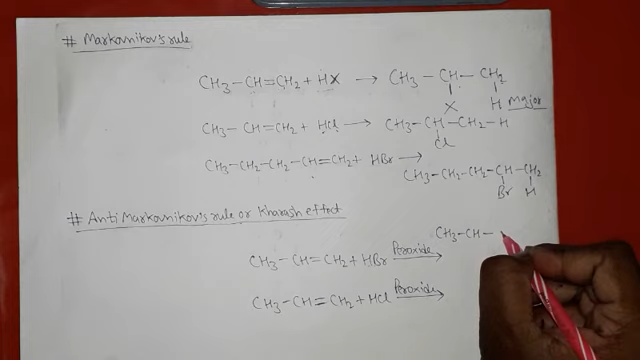 # Markovnikov's rule
CH3-CH=CH2 + HX → CH3-CH-CH2
X H Major
CH3-CH=CH2 + HCl → CH3-CH-CH2-H
Cl
CH3-CH2-CH2-CH=CH2 + HBr →
CH3-CH2-CH2-CH-CH2
Br H
# Anti Markovnikov's rule or Kharash effect
CH3-CH-
CH3-CH=CH2 + HBr Peroxide →
CH3-CH=CH2 + HCl Peroxide →